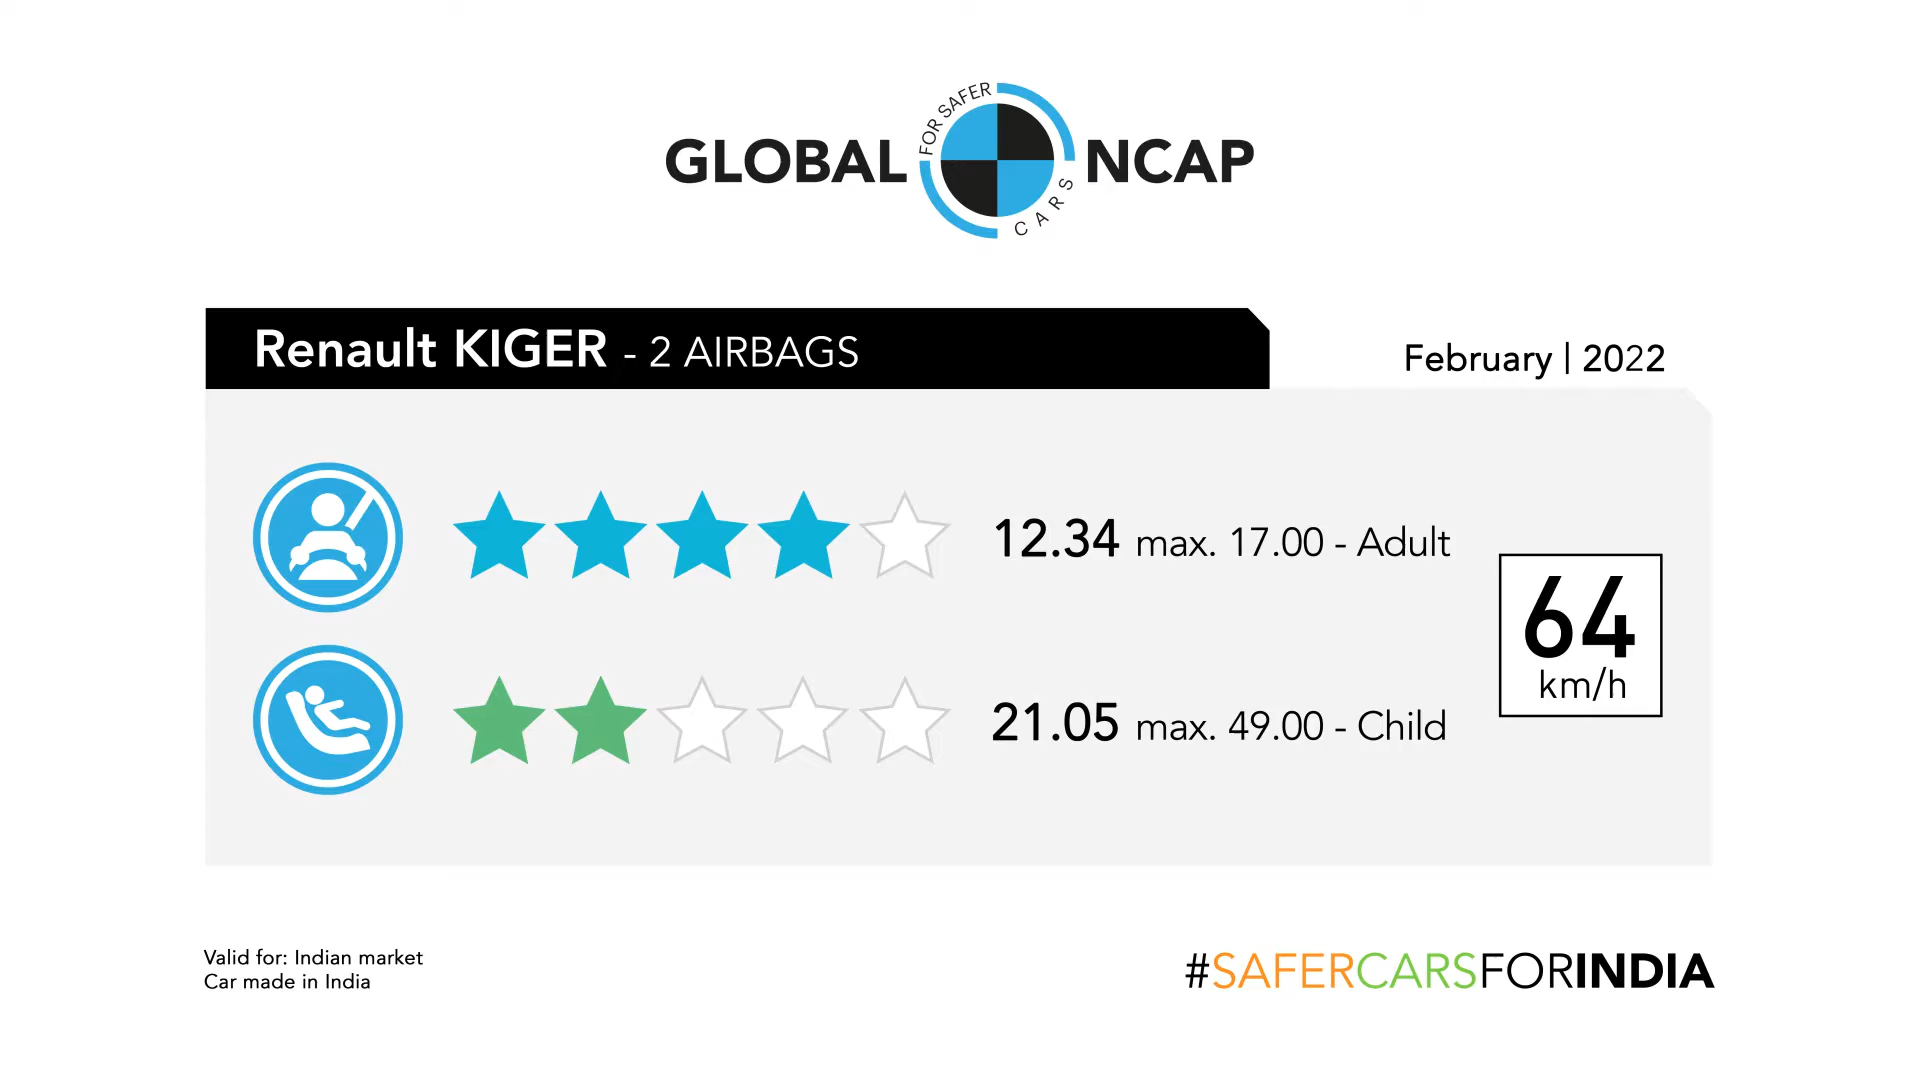 GLOBAL FOR SAFER CARS NCAP
Renault KIGER - 2 AIRBAGS
February | 2022
12.34 max. 17.00 - Adult
21.05 max. 49.00 - Child
64
km/h
Valid for: Indian market
Car made in India
#SAFERCARSFORINDIA